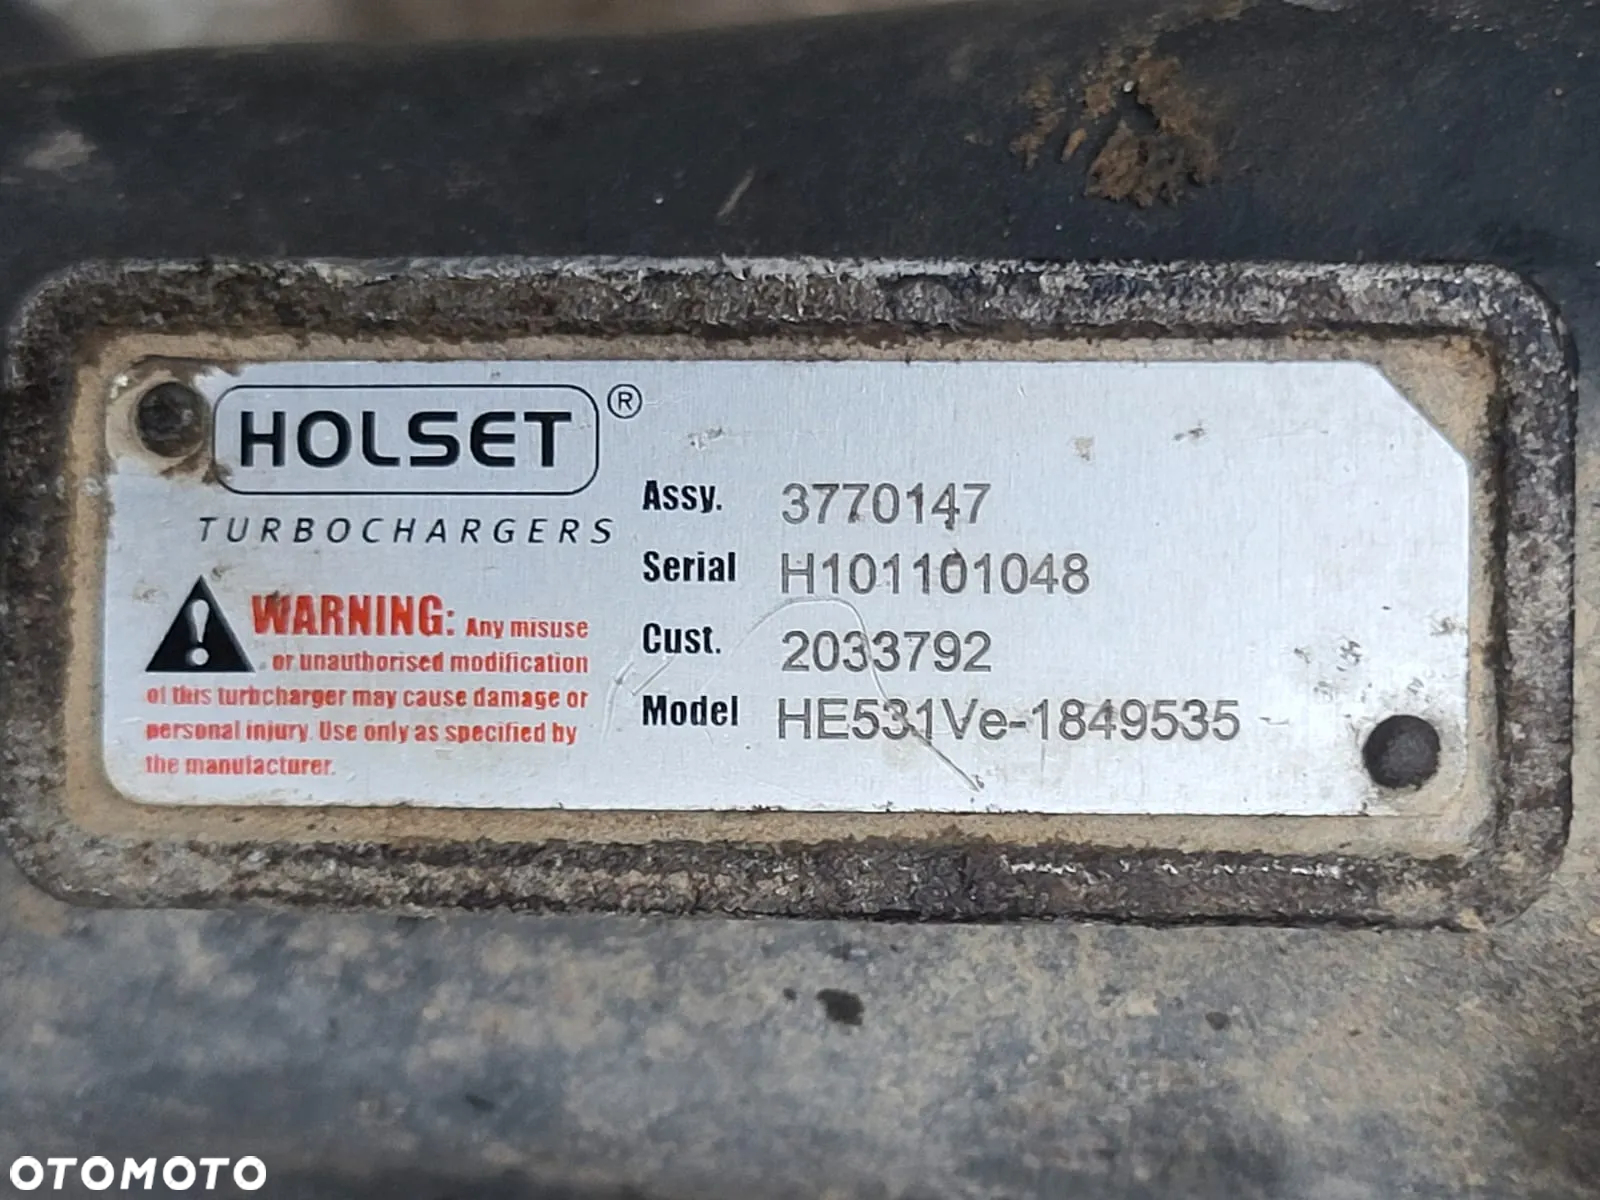 HOLSET ®
TURBOCHARGERS
WARNING: Any misuse
or unauthorised modification
of this turbcharger may cause damage or
personal injury. Use only as specified by
the manufacturer.
Assy. 3770147
Serial H101101048
Cust. 2033792
Model HE531Ve-1849535
OTOMOTO